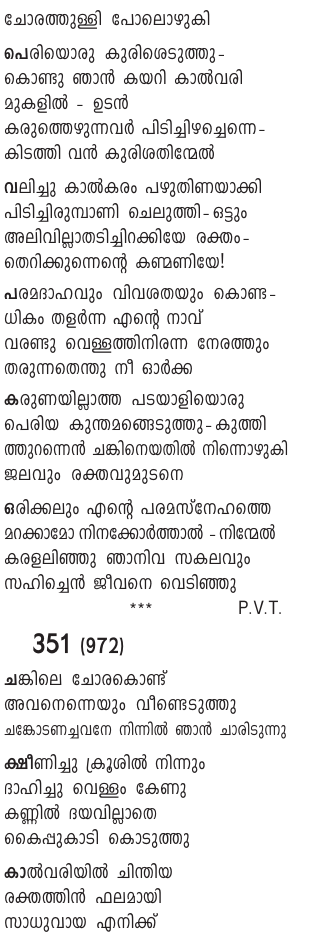 ചോരത്തുള്ളി പോലൊഴുകി
പെരിയൊരു കുരിശെടുത്തു-
കൊണ്ടു ഞാൻ കയറി കാൽവരി
മുകളിൽ - ഉടൻ
കരുത്തെഴുന്നവർ പിടിച്ചിഴച്ചെന്നെ-
കിടത്തി വൻ കുരിശതിന്മേൽ
വലിച്ചു കാൽകരം പഴുതിണയാക്കി
പിടിച്ചിരുമ്പാണി ചെലുത്തി-ഒട്ടും
അലിവില്ലാതടിച്ചിറക്കിയേ രക്തം-
തെറിക്കുന്നെന്റെ കണ്മണിയേ!
പരമദാഹവും വിവശതയും കൊണ്ട-
ധികം തളർന്ന എന്റെ നാവ്
വരണ്ടു വെള്ളത്തിനിരന്ന നേരത്തും
തരുന്നതെന്തു നീ ഓർക്ക
കരുണയില്ലാത്ത പടയാളിയൊരു
പെരിയ കുന്തമങ്ങെടുത്തു-കുത്തി
ത്തുറന്നെൻ ചങ്കിനെയതിൽ നിന്നൊഴുകി
ജലവും രക്തവുമുടനെ
ഒരിക്കലും എന്റെ പരമസ്നേഹത്തെ
മറക്കാമോ നിനക്കോർത്താൽ -നിന്മേൽ
കരളലിഞ്ഞു ഞാനിവ സകലവും
സഹിച്ചെൻ ജീവനെ വെടിഞ്ഞു
*** P.V.T.
351 (972)
ചങ്കിലെ ചോരകൊണ്ട്
അവനെന്നെയും വീണ്ടെടുത്തു
ചങ്കോടണച്ചവനേ നിന്നിൽ ഞാൻ ചാരിടുന്നു
ക്ഷീണിച്ചു ക്രൂശിൽ നിന്നും
ദാഹിച്ചു വെള്ളം കേണു
കണ്ണിൽ ദയവില്ലാതെ
കൈപ്പുകാടി കൊടുത്തു
കാൽവരിയിൽ ചിന്തിയ
രക്തത്തിൻ ഫലമായി
സാധുവായ എനിക്ക്